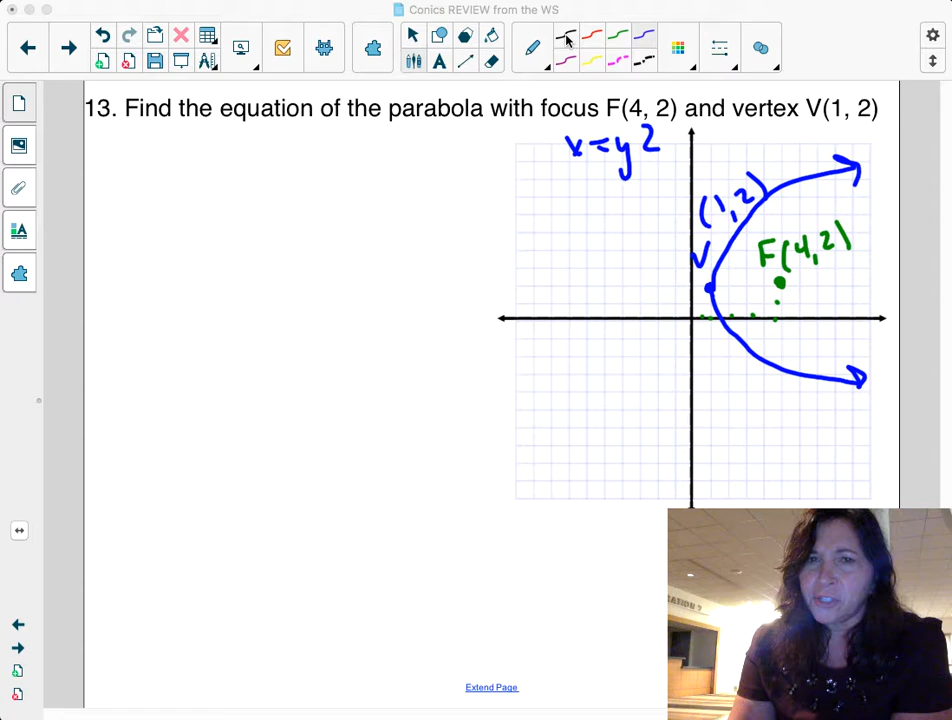 Conics REVIEW from the WS
13. Find the equation of the parabola with focus F(4, 2) and vertex V(1, 2)
x = y2
(1,2)
V
F(4,2)
Extend Page